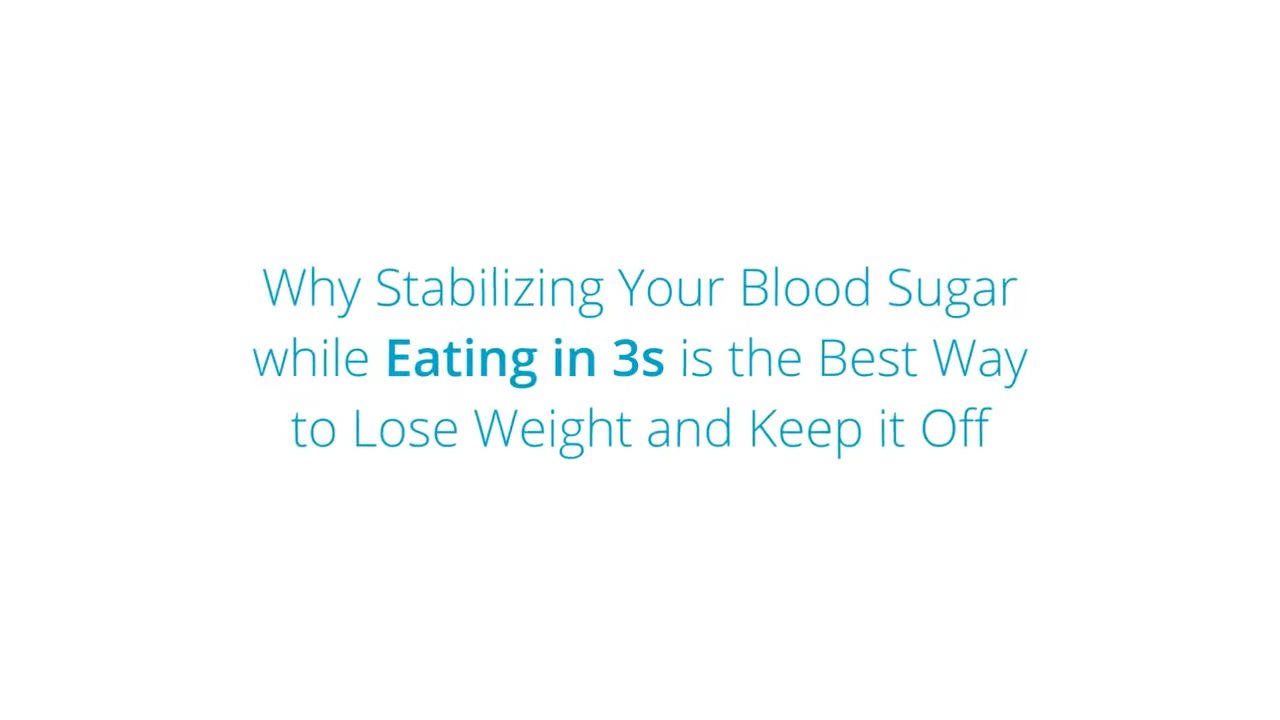 Why Stabilizing Your Blood Sugar
while Eating in 3s is the Best Way
to Lose Weight and Keep it Off